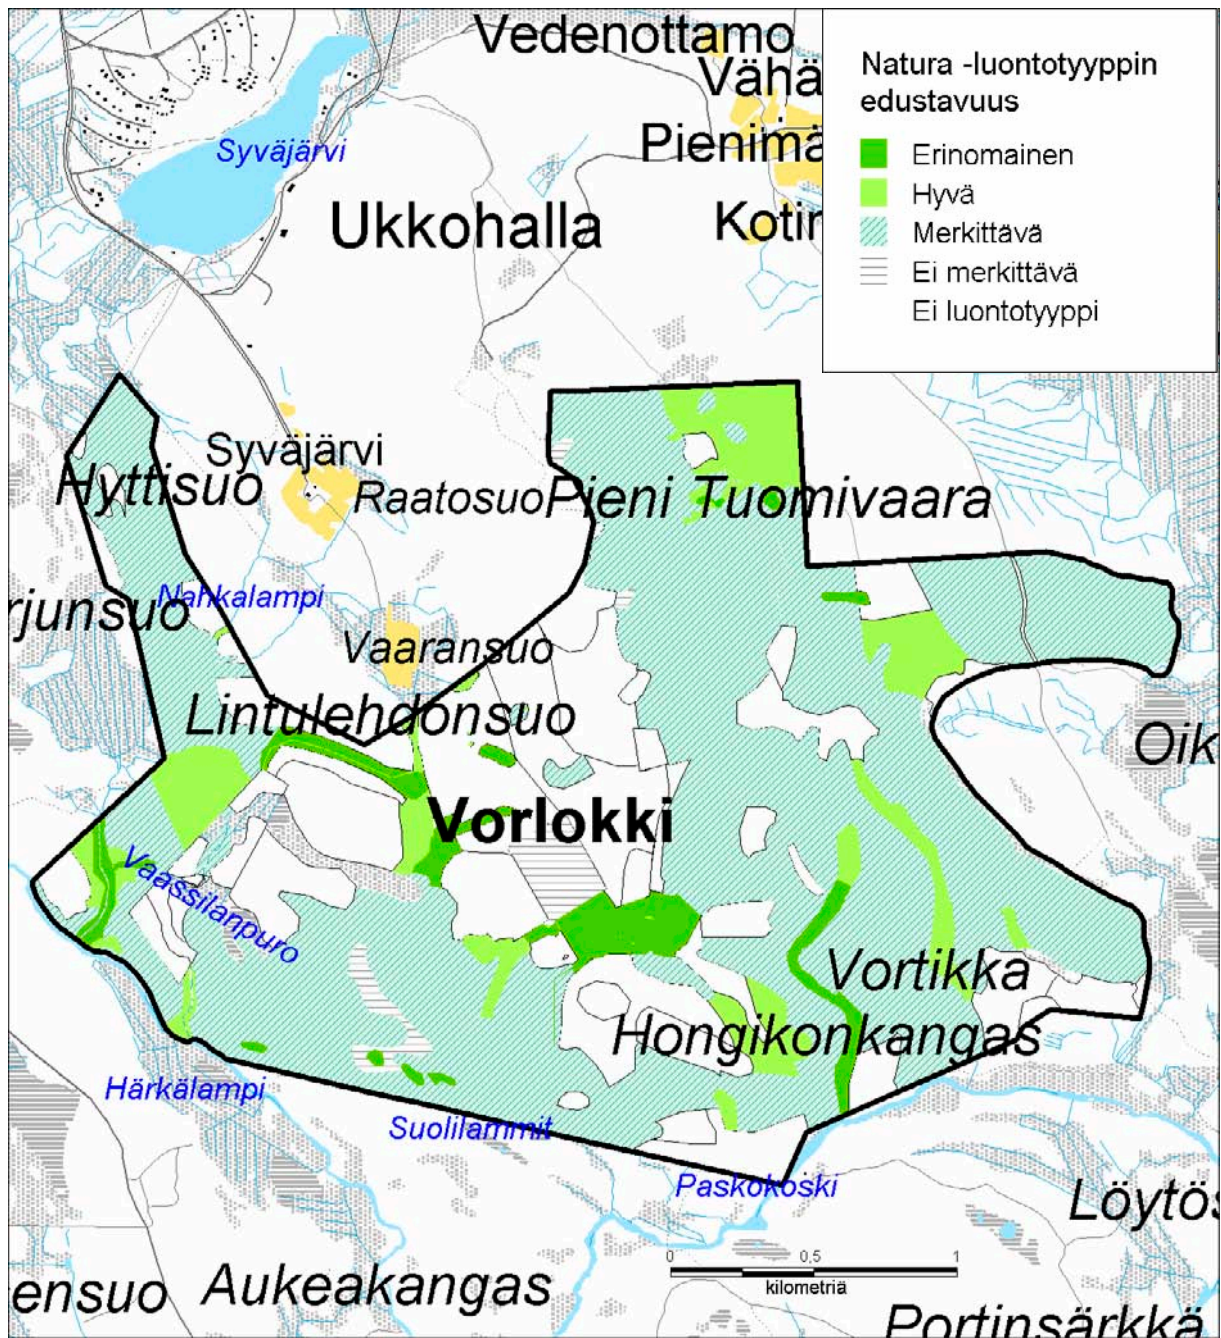 Vedenottamo
Vähä
Natura -luontotyyppin
edustavuus
Pienimä
Syväjärvi
Erinomainen
Hyvä
Ukkohalla
Kotir
Merkittävä
Ei merkittävä
Ei luontotyyppi
Syväjärvi
Hyttisuo
Raatosuo
Pieni Tuomivaara
Nahkalampi
rjunsuo
Vaaransuo
Lintulehdonsuo
Oik
Vorlokki
Vaassilanpuro
Vortikka
Hongikonkangas
Härkälampi
Suolilammit
Paskokoski
Löytös
0 0,5 1
kilometriä
ensuo
Aukeakangas
Portinsärkkä